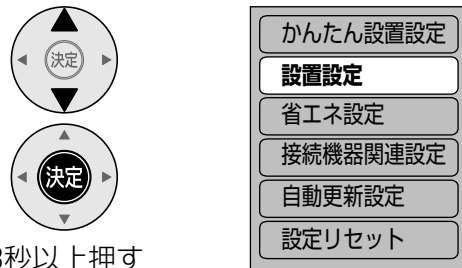 決定
決定
3秒以上押す
かんたん設置設定
設置設定
省エネ設定
接続機器関連設定
自動更新設定
設定リセット